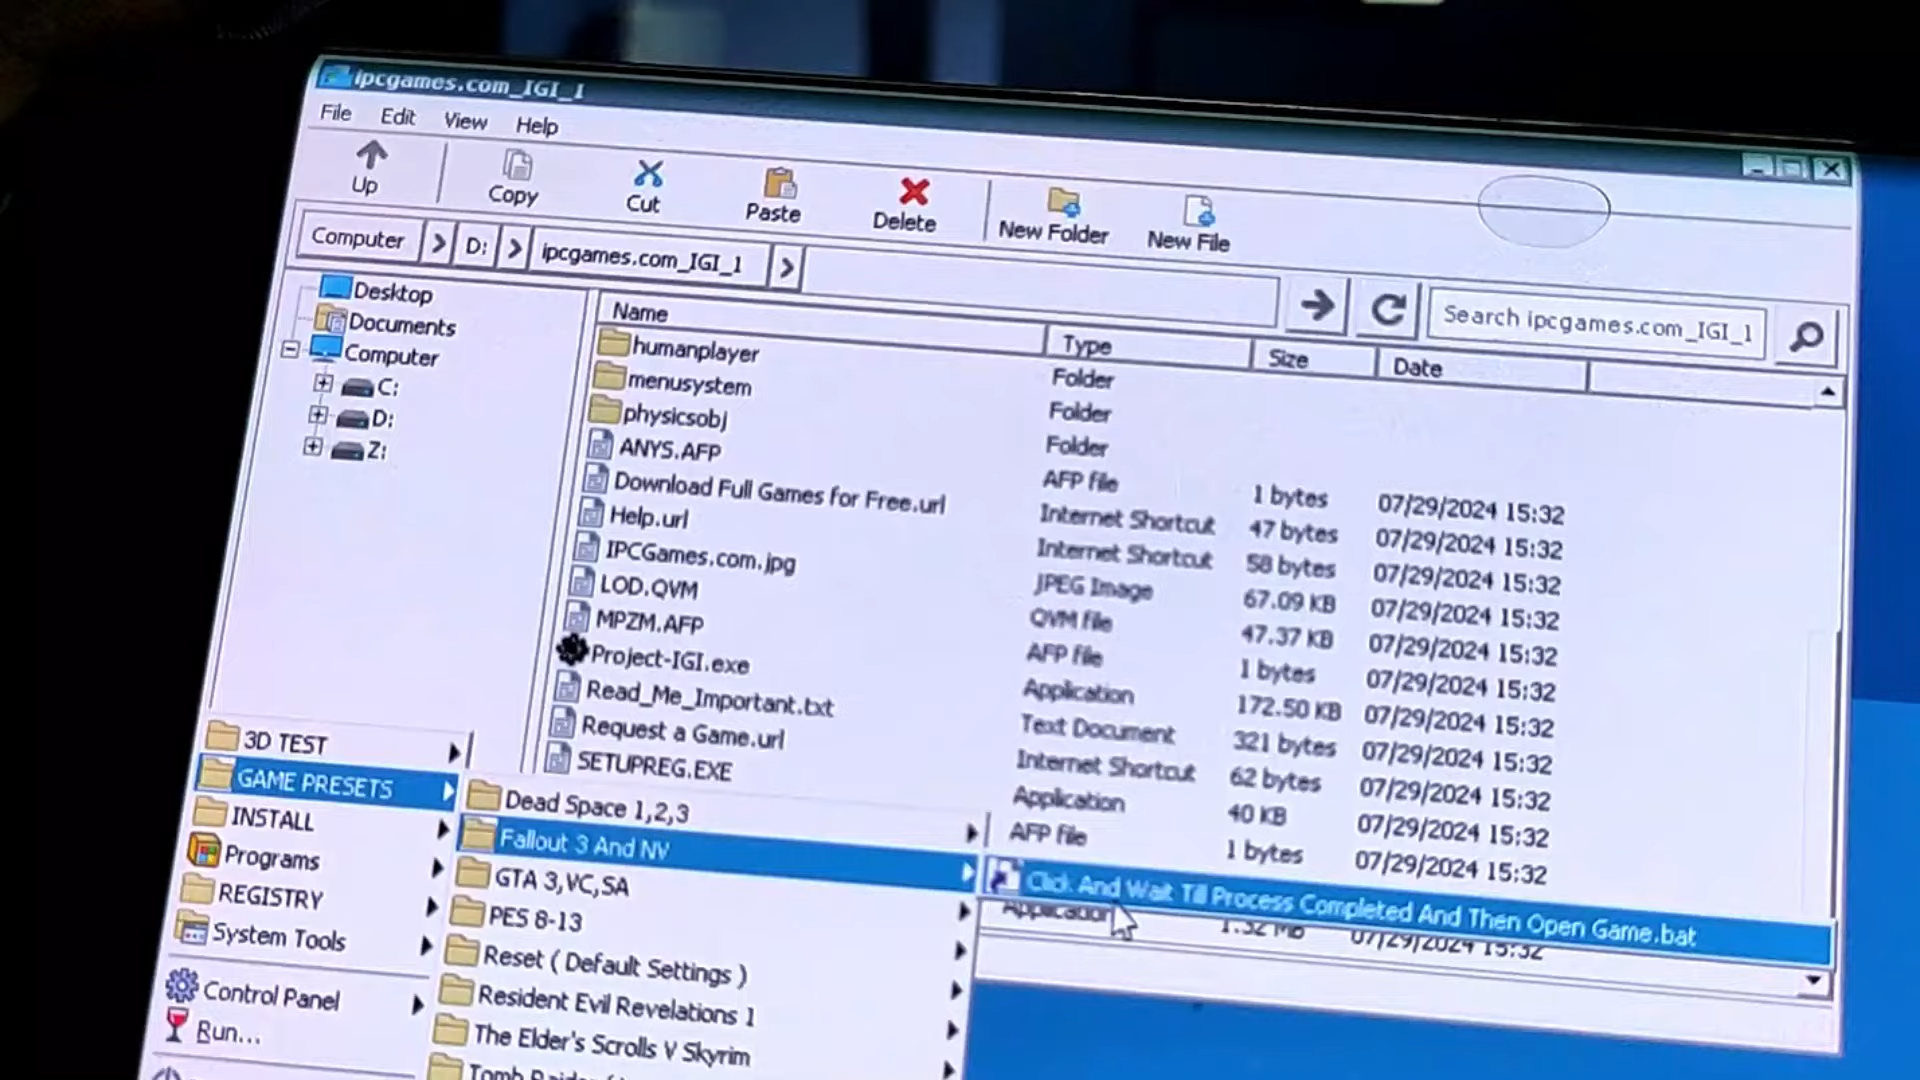 ipcgames.com_IGI_1
File Edit View Help
Up Copy Cut Paste Delete New Folder New File
Computer D: ipcgames.com_IGI_1 Search ipcgames.com_IGI_1
Desktop
Documents
Computer
C:
D:
Z:
Name Type Size Date
humanplayer Folder
menusystem Folder
physicsobj Folder
ANYS.AFP AFP file 1 bytes 07/29/2024 15:32
Download Full Games for Free.url Internet Shortcut 47 bytes 07/29/2024 15:32
Help.url Internet Shortcut 58 bytes 07/29/2024 15:32
IPCGames.com.jpg JPEG Image 67.09 KB 07/29/2024 15:32
LOD.QVM QVM file 47.37 KB 07/29/2024 15:32
MPZM.AFP AFP file 1 bytes 07/29/2024 15:32
Project-IGI.exe Application 172.50 KB 07/29/2024 15:32
Read_Me_Important.txt Text Document 321 bytes 07/29/2024 15:32
Request a Game.url Internet Shortcut 62 bytes 07/29/2024 15:32
SETUPREG.EXE Application 40 KB 07/29/2024 15:32
AFP file 1 bytes 07/29/2024 15:32
Application 1.32 MB 07/29/2024 15:32
3D TEST
GAME PRESETS
INSTALL
Programs
REGISTRY
System Tools
Control Panel
Run...
Dead Space 1,2,3
Fallout 3 And NV
GTA 3,VC,SA
PES 8-13
Reset ( Default Settings )
Resident Evil Revelations 1
The Elder's Scrolls V Skyrim
Tomb Raider
Click And Wait Till Process Completed And Then Open Game.bat